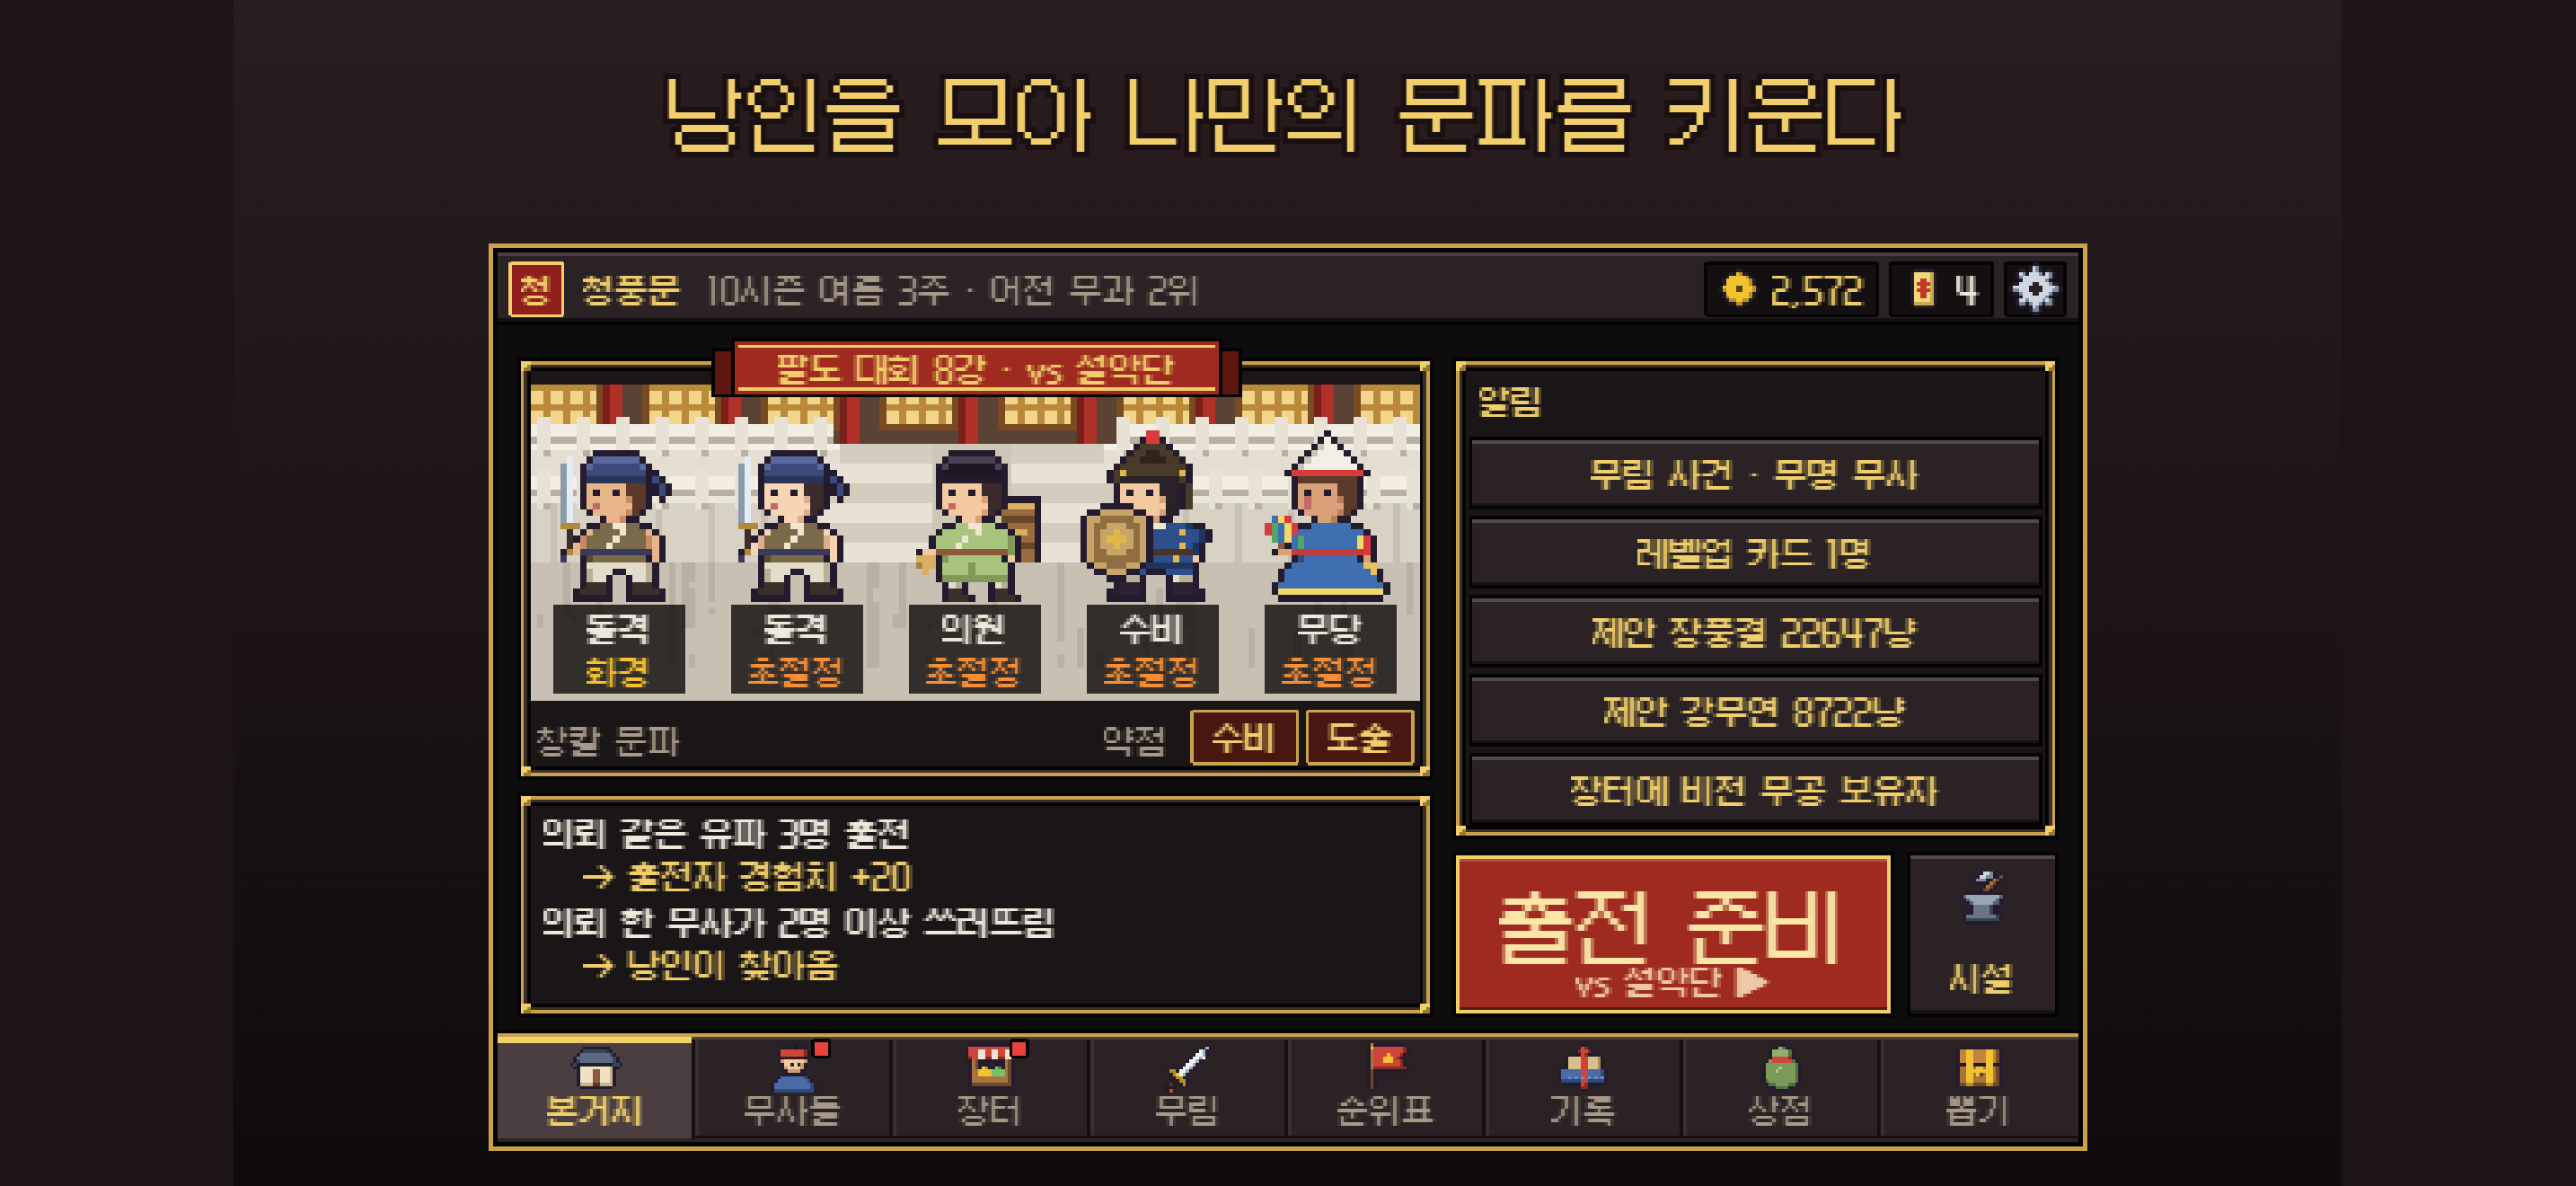 낭인을 모아 나만의 문파를 키운다
청 청풍문 10시즌 여름 3주 · 어전 무과 2위 2,572 4
팔도 대회 8강 · vs 설악단
돌격 돌격 의원 수비 무당
화경 초절정 초절정 초절정 초절정
창칼 문파 약점 수비 도술
의뢰 같은 유파 3명 출전
→ 출전자 경험치 +20
의뢰 한 무사가 2명 이상 쓰러뜨림
→ 낭인이 찾아옴
알림
무림 사건 · 무명 무사
레벨업 카드 1명
제안 장풍결 22647냥
제안 강무연 8722냥
장터에 비전 무공 보유자
출전 준비
vs 설악단 ▶
시설
본거지 무사들 장터 무림 순위표 기록 상점 뽑기